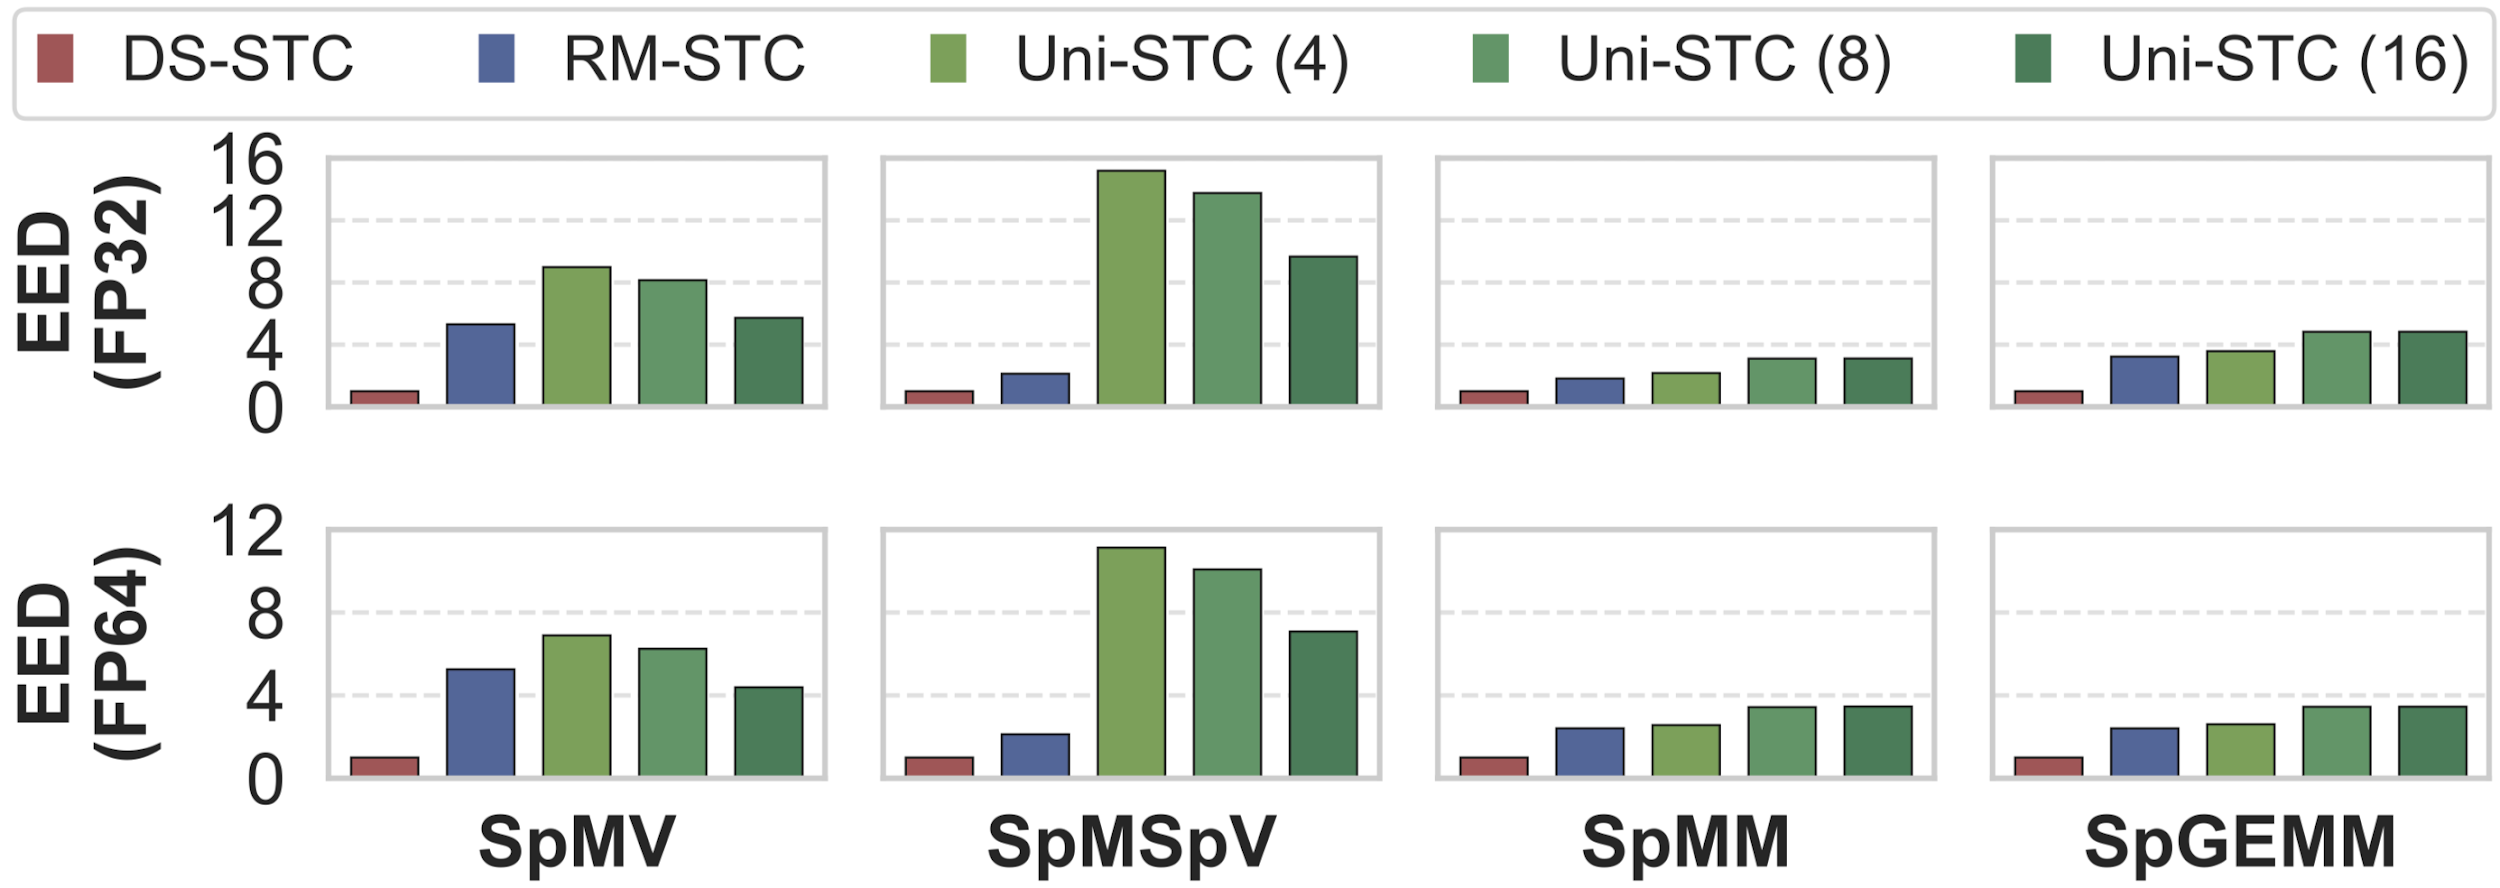 DS-STC RM-STC Uni-STC (4) Uni-STC (8) Uni-STC (16)
EED
(FP32)
16
12
8
4
0
EED
(FP64)
12
8
4
0
SpMV SpMSpV SpMM SpGEMM